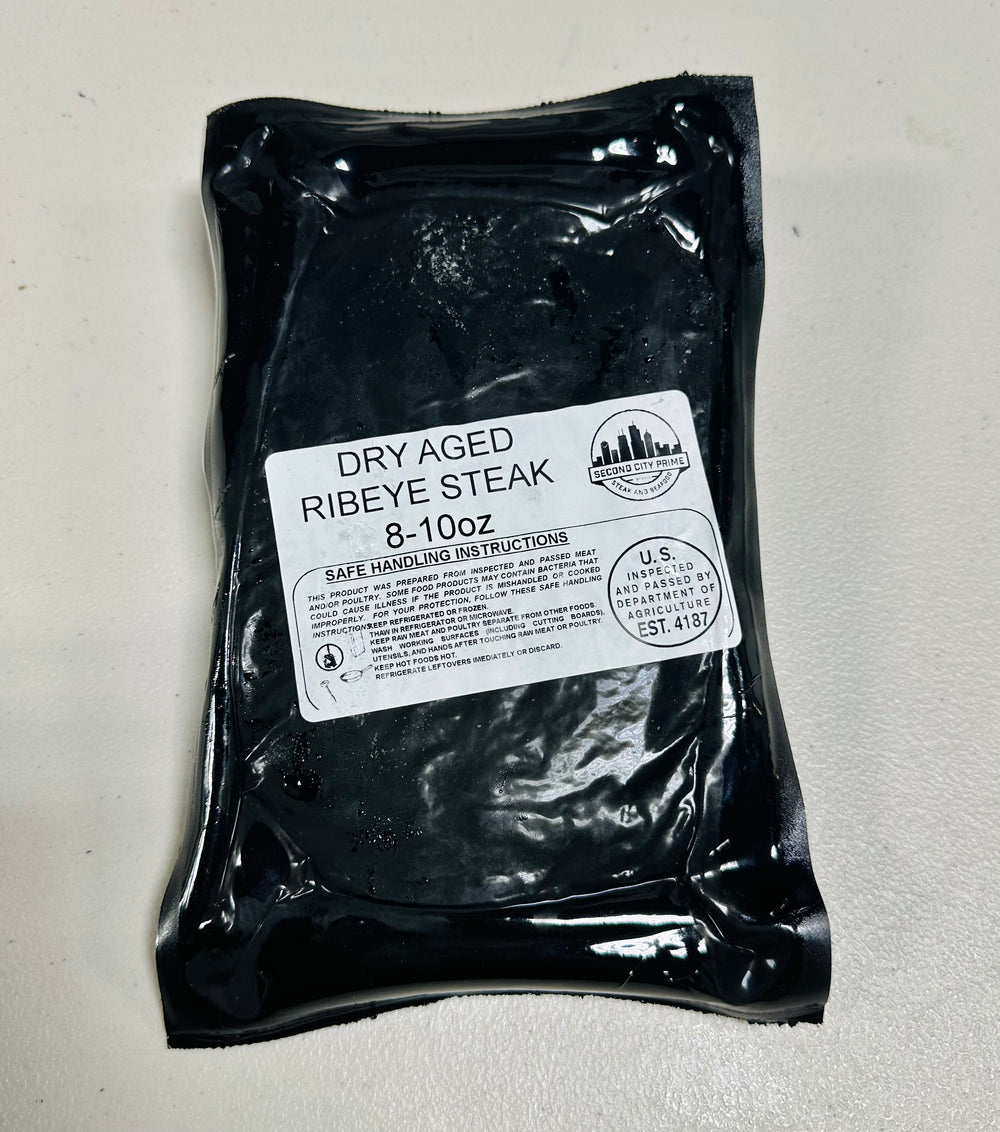 DRY AGED
RIBEYE STEAK
8-10oz
SECOND CITY PRIME
STEAK AND SEAFOOD
SAFE HANDLING INSTRUCTIONS
THIS PRODUCT WAS PREPARED FROM INSPECTED AND PASSED MEAT
AND/OR POULTRY. SOME FOOD PRODUCTS MAY CONTAIN BACTERIA THAT
COULD CAUSE ILLNESS IF THE PRODUCT IS MISHANDLED OR COOKED
IMPROPERLY. FOR YOUR PROTECTION, FOLLOW THESE SAFE HANDLING
INSTRUCTIONS.
KEEP REFRIGERATED OR FROZEN.
THAW IN REFRIGERATOR OR MICROWAVE.
KEEP RAW MEAT AND POULTRY SEPARATE FROM OTHER FOODS.
WASH WORKING SURFACES (INCLUDING CUTTING BOARDS),
UTENSILS, AND HANDS AFTER TOUCHING RAW MEAT OR POULTRY.
KEEP HOT FOODS HOT.
REFRIGERATE LEFTOVERS IMEDIATELY OR DISCARD.
U.S.
INSPECTED
AND PASSED BY
DEPARTMENT OF
AGRICULTURE
EST. 4187